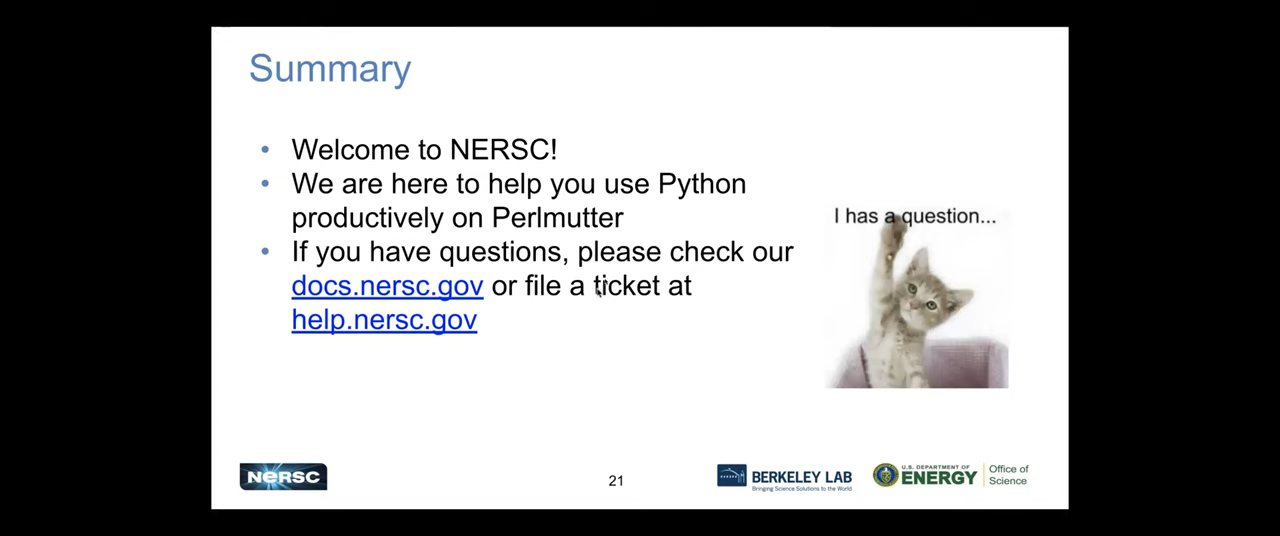 Summary
• Welcome to NERSC!
• We are here to help you use Python
productively on Perlmutter
• If you have questions, please check our
docs.nersc.gov or file a ticket at
help.nersc.gov
I has a question...
NERSC
21
BERKELEY LAB
Bringing Science Solutions to the World
U.S. DEPARTMENT OF
ENERGY
Office of
Science